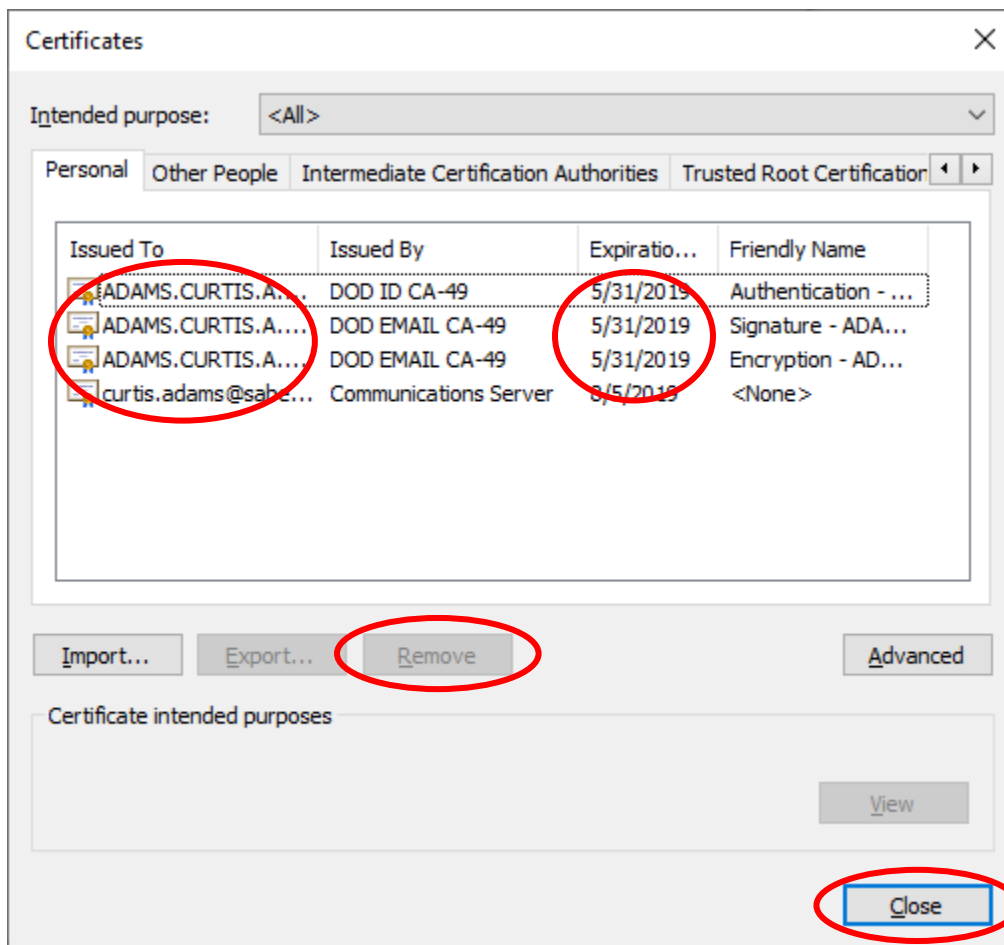 Certificates
Intended purpose: <All>
Personal Other People Intermediate Certification Authorities Trusted Root Certification
Issued To Issued By Expiratio... Friendly Name
ADAMS.CURTIS.A.... DOD ID CA-49 5/31/2019 Authentication - ...
ADAMS.CURTIS.A.... DOD EMAIL CA-49 5/31/2019 Signature - ADA...
ADAMS.CURTIS.A.... DOD EMAIL CA-49 5/31/2019 Encryption - AD...
curtis.adams@sabe... Communications Server 8/5/2019 <None>
Import... Export... Remove Advanced
Certificate intended purposes
View
Close